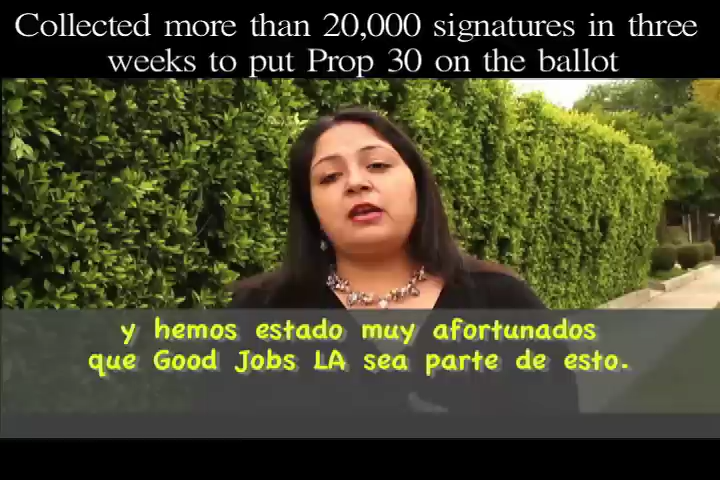 Collected more than 20,000 signatures in three
weeks to put Prop 30 on the ballot
y hemos estado muy afortunados
que Good Jobs LA sea parte de esto.